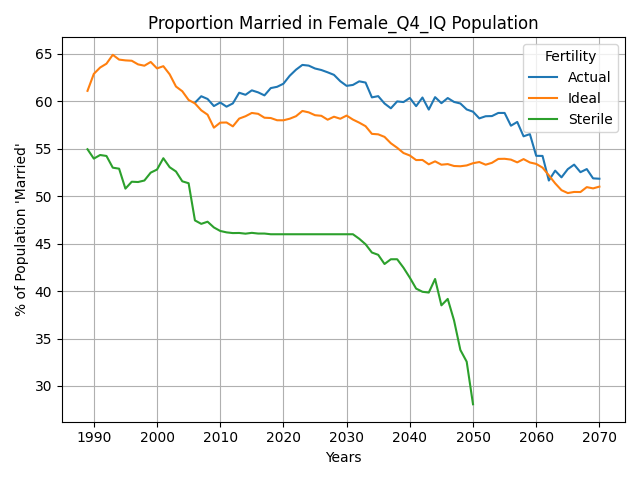 Proportion Married in Female_Q4_IQ Population
Fertility
Actual
Ideal
Sterile
% of Population 'Married'
65
60
55
50
45
40
35
30
1990 2000 2010 2020 2030 2040 2050 2060 2070
Years